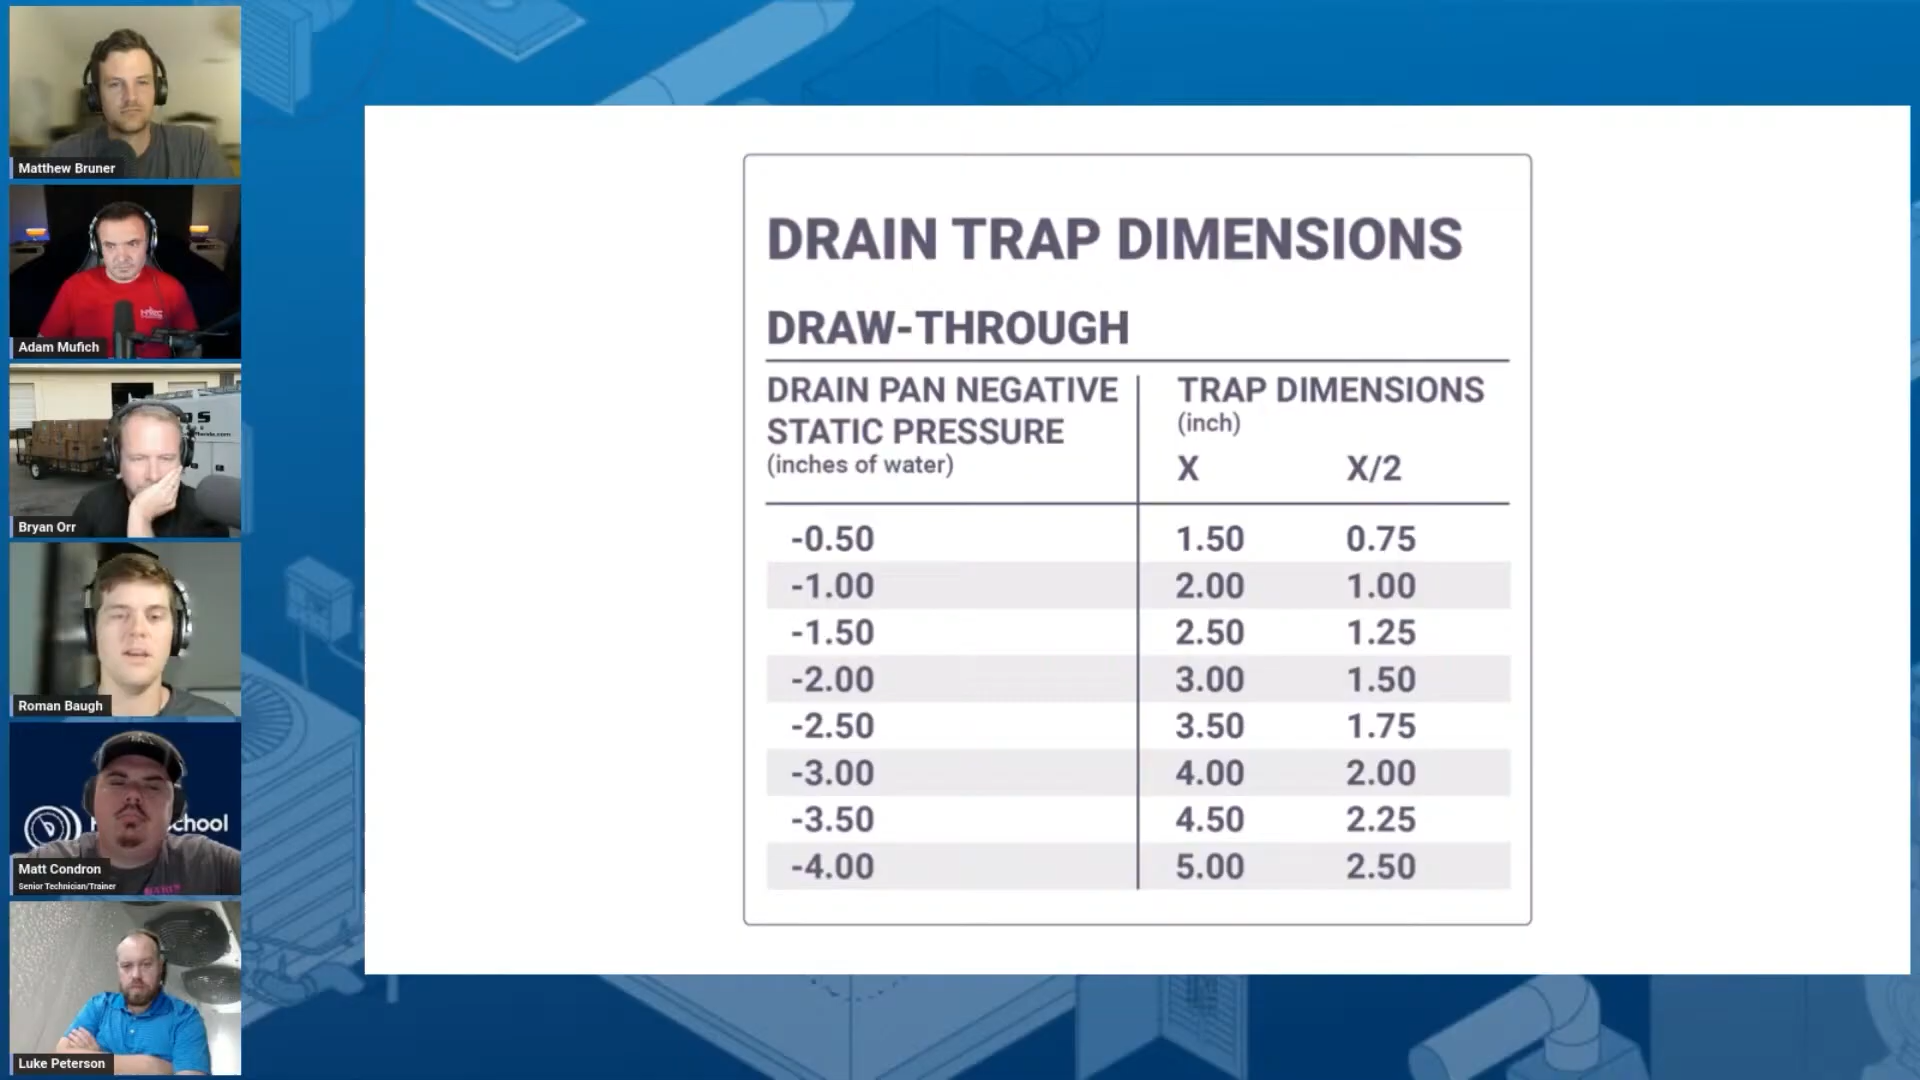 Matthew Bruner
Adam Mufich
Bryan Orr
Roman Baugh
chool
Matt Condron
Senior Technician/Trainer
Luke Peterson
DRAIN TRAP DIMENSIONS
DRAW-THROUGH
DRAIN PAN NEGATIVE
STATIC PRESSURE
(inches of water)
TRAP DIMENSIONS
(inch)
X X/2
-0.50 1.50 0.75
-1.00 2.00 1.00
-1.50 2.50 1.25
-2.00 3.00 1.50
-2.50 3.50 1.75
-3.00 4.00 2.00
-3.50 4.50 2.25
-4.00 5.00 2.50